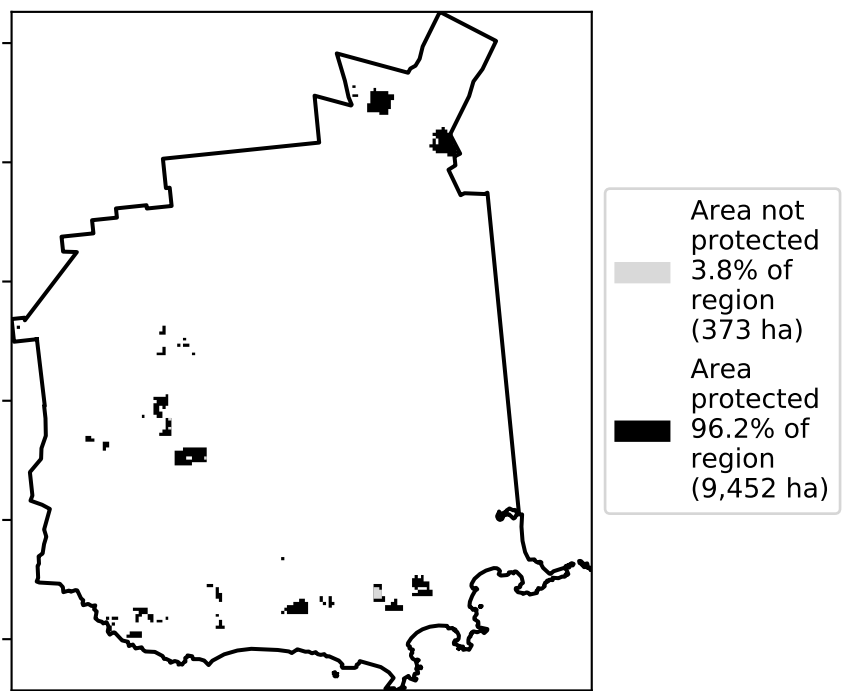 Area not
protected
3.8% of
region
(373 ha)
Area
protected
96.2% of
region
(9,452 ha)